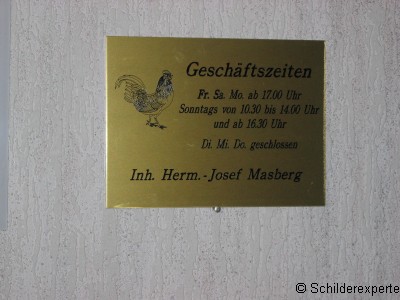 Geschäftszeiten
Fr. Sa. Mo. ab 17.00 Uhr
Sonntags von 10.30 bis 14.00 Uhr
und ab 16.30 Uhr
Di. Mi. Do. geschlossen
Inh. Herm.-Josef Masberg
© Schilderexperte